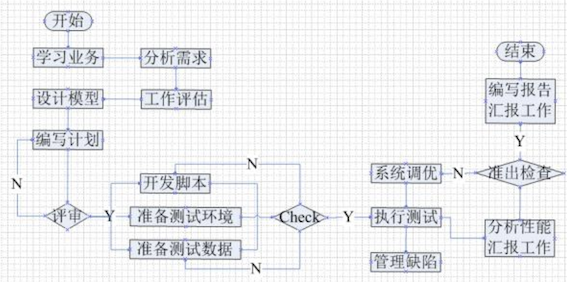 开始
学习业务
分析需求
设计模型
工作评估
编写计划
N
评审
Y
开发脚本
准备测试环境
准备测试数据
N
N
Check
Y
系统调优
执行测试
管理缺陷
N
结束
编写报告
汇报工作
Y
准出检查
分析性能
汇报工作